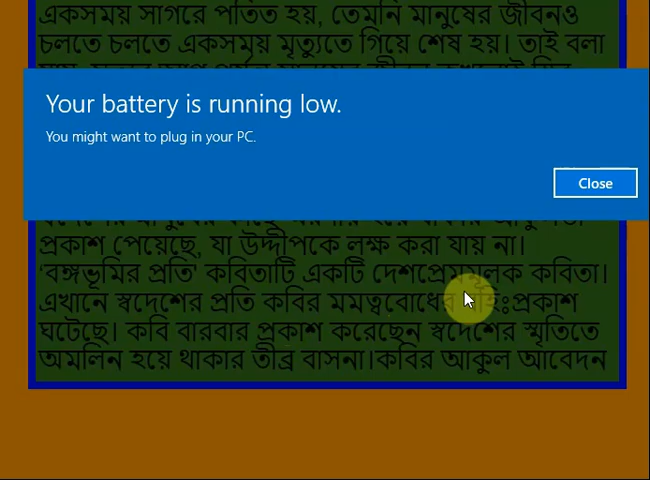 একসময় সাগরে পতিত হয়, তেমনি মানুষের জীবনও
চলতে চলতে একসময় মৃত্যুতে গিয়ে শেষ হয়। তাই বলা
Your battery is running low.
You might want to plug in your PC.
Close
প্রকাশ পেয়েছে, যা উদ্দীপকে লক্ষ করা যায় না।
‘বঙ্গভূমির প্রতি’ কবিতাটি একটি দেশপ্রেমমূলক কবিতা।
এখানে স্বদেশের প্রতি কবির মমত্ববোধের বহিঃপ্রকাশ
ঘটেছে। কবি বারবার প্রকাশ করেছেন স্বদেশের স্মৃতিতে
অমলিন হয়ে থাকার তীব্র বাসনা।কবির আকুল আবেদন